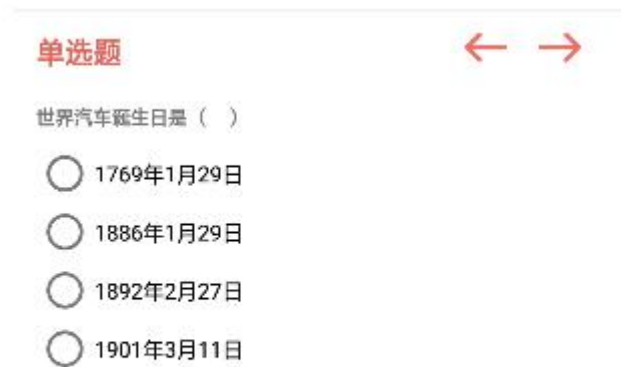 单选题
世界汽车诞生日是（ ）
1769年1月29日
1886年1月29日
1892年2月27日
1901年3月11日